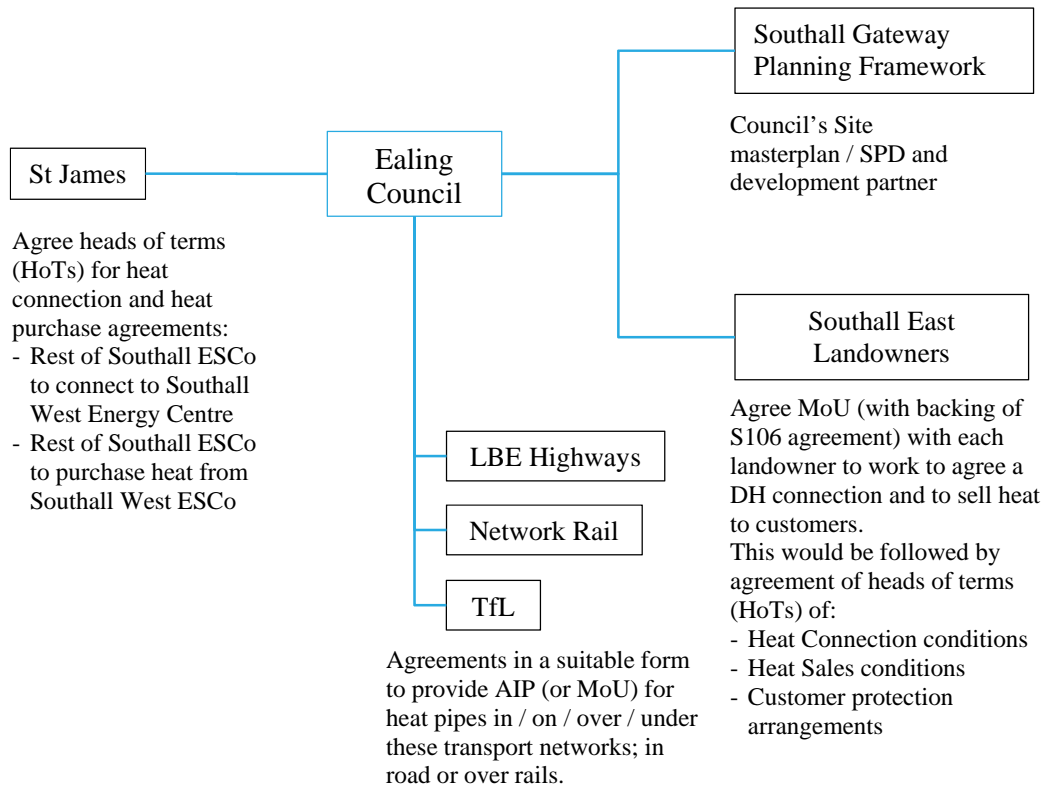 Southall Gateway
Planning Framework
Council’s Site
masterplan / SPD and
development partner
Ealing
Council
St James
Agree heads of terms
(HoTs) for heat
connection and heat
purchase agreements:
- Rest of Southall ESCo
to connect to Southall
West Energy Centre
- Rest of Southall ESCo
to purchase heat from
Southall West ESCo
Southall East
Landowners
Agree MoU (with backing of
S106 agreement) with each
landowner to work to agree a
DH connection and to sell heat
to customers.
This would be followed by
agreement of heads of terms
(HoTs) of:
- Heat Connection conditions
- Heat Sales conditions
- Customer protection
arrangements
LBE Highways
Network Rail
TfL
Agreements in a suitable form
to provide AIP (or MoU) for
heat pipes in / on / over / under
these transport networks; in
road or over rails.